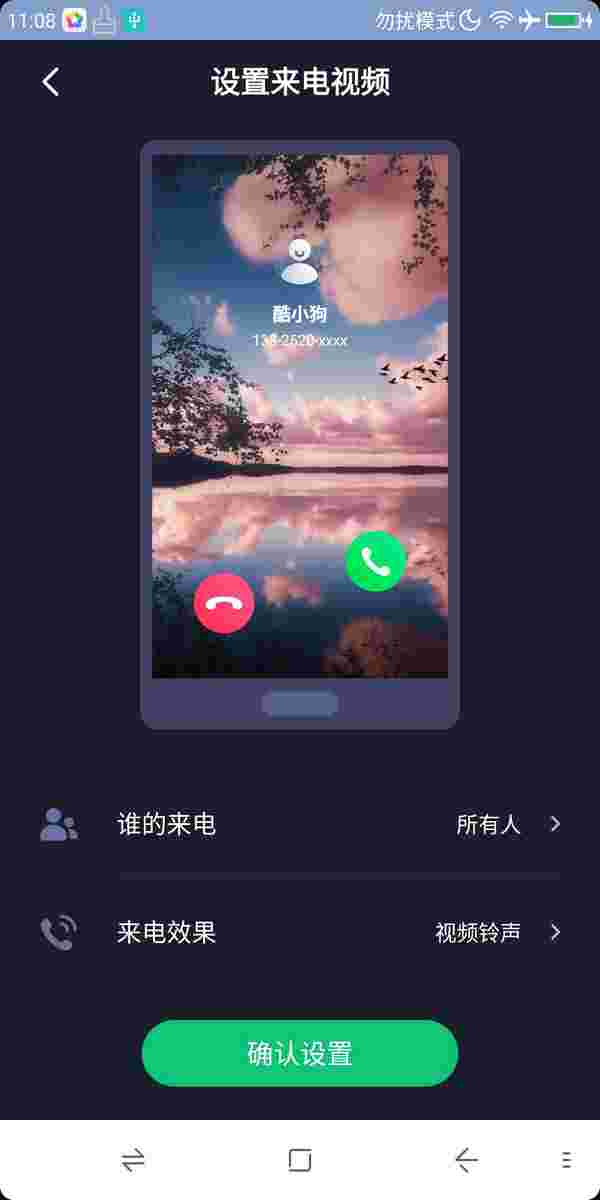 11:08
勿扰模式
设置来电视频
酷小狗
138-2620-xxxx
谁的来电
所有人
来电效果
视频铃声
确认设置